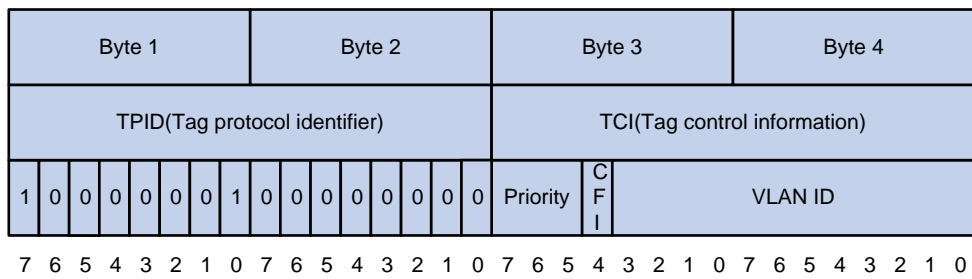 Byte 1 Byte 2 Byte 3 Byte 4
TPID(Tag protocol identifier) TCI(Tag control information)
1 0 0 0 0 0 0 1 0 0 0 0 0 0 0 0 Priority CFI VLAN ID
7 6 5 4 3 2 1 0 7 6 5 4 3 2 1 0 7 6 5 4 3 2 1 0 7 6 5 4 3 2 1 0